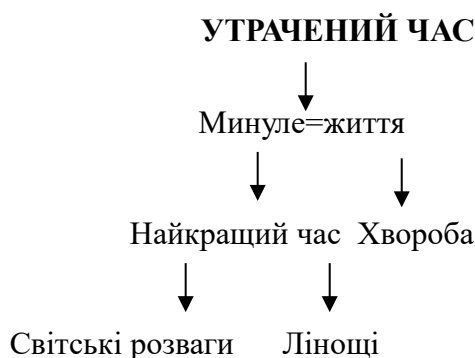 УТРАЧЕНИЙ ЧАС
Минуле=життя
Найкращий час Хвороба
Світські розваги Лінощі